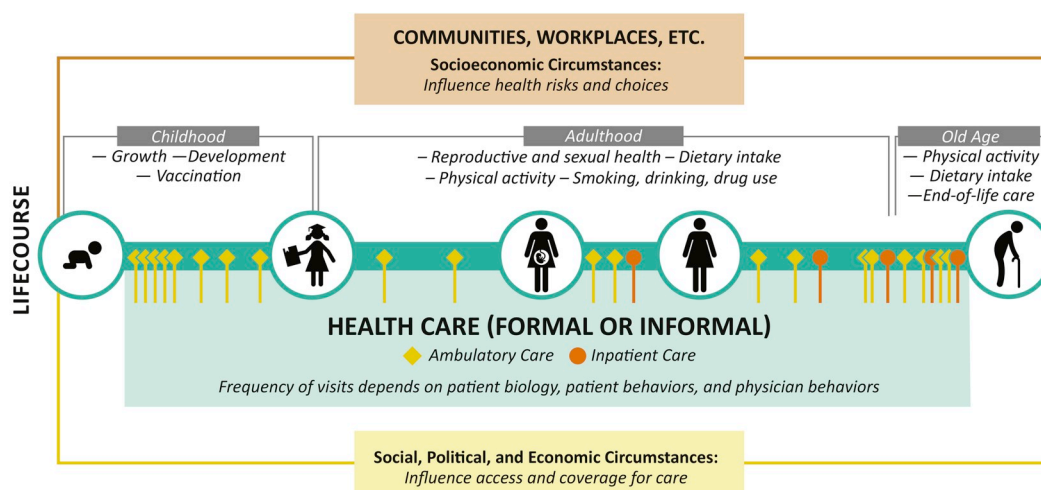 COMMUNITIES, WORKPLACES, ETC.
Socioeconomic Circumstances:
Influence health risks and choices
Childhood
— Growth —Development
— Vaccination
Adulthood
– Reproductive and sexual health – Dietary intake
– Physical activity – Smoking, drinking, drug use
Old Age
— Physical activity
— Dietary intake
—End-of-life care
LIFECOURSE
HEALTH CARE (FORMAL OR INFORMAL)
Ambulatory Care Inpatient Care
Frequency of visits depends on patient biology, patient behaviors, and physician behaviors
Social, Political, and Economic Circumstances:
Influence access and coverage for care